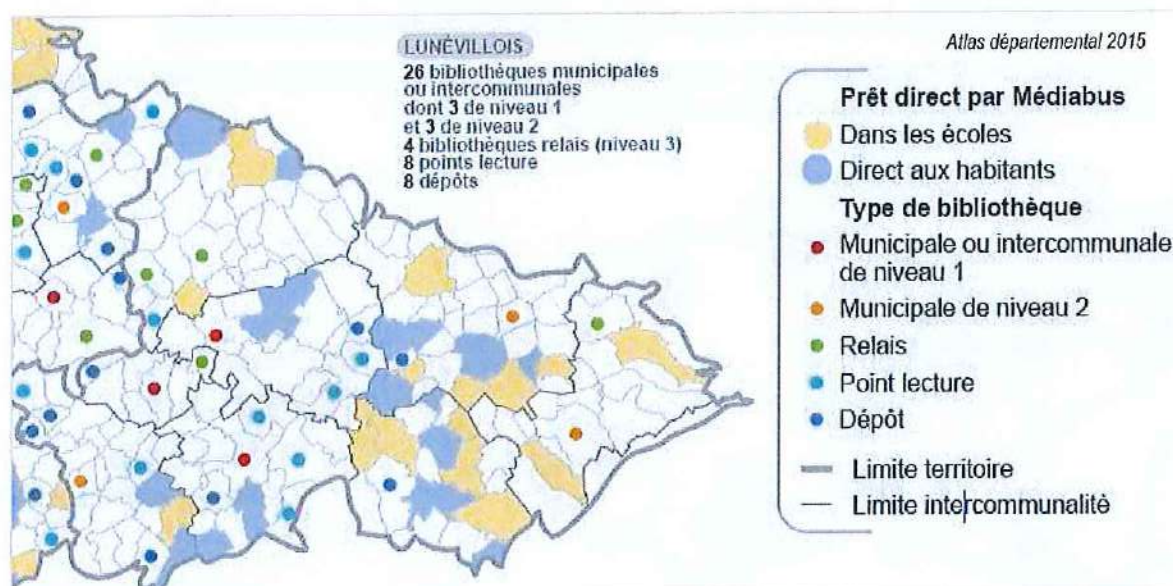 LUNÉVILLOIS
26 bibliothèques municipales
ou intercommunales
dont 3 de niveau 1
et 3 de niveau 2
4 bibliothèques relais (niveau 3)
8 points lecture
8 dépôts
Atlas départemental 2015
Prêt direct par Médiabus
Dans les écoles
Direct aux habitants
Type de bibliothèque
Municipale ou intercommunale
de niveau 1
Municipale de niveau 2
Relais
Point lecture
Dépôt
Limite territoire
Limite intercommunalité